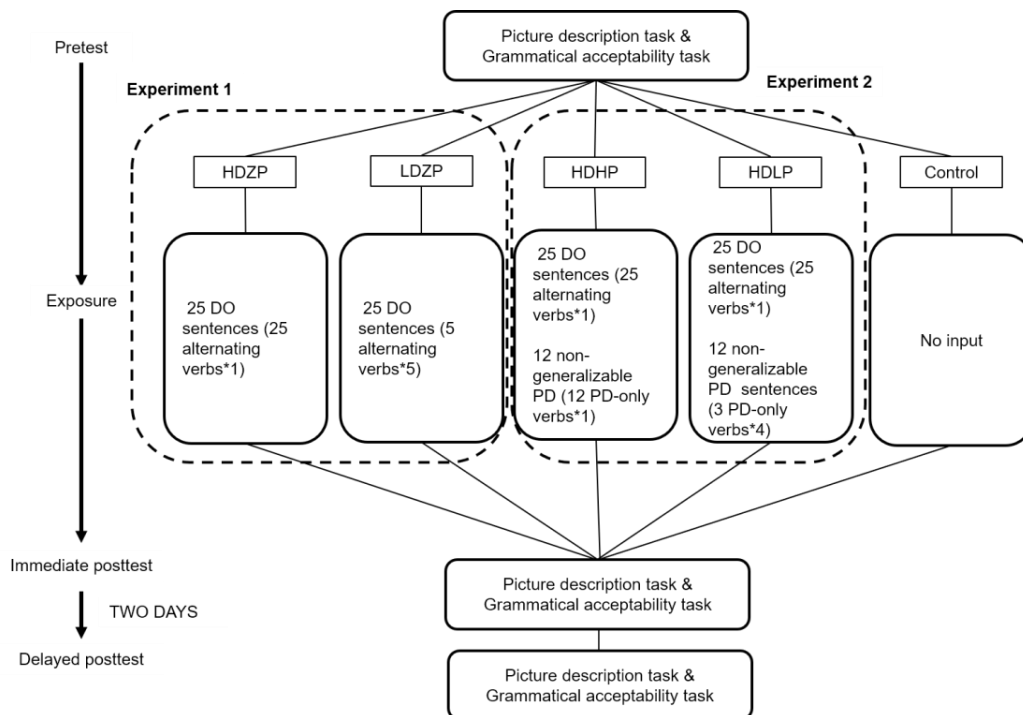 Pretest
Picture description task &
Grammatical acceptability task
Experiment 1
Experiment 2
HDZP
LDZP
HDHP
HDLP
Control
Exposure
25 DO
sentences (25
alternating
verbs*1)
25 DO
sentences (5
alternating
verbs*5)
25 DO
sentences (25
alternating
verbs*1)
12 non-
generalizable
PD (12 PD-only
verbs*1)
25 DO
sentences (25
alternating
verbs*1)
12 non-
generalizable
PD sentences
(3 PD-only
verbs*4)
No input
Immediate posttest
Picture description task &
Grammatical acceptability task
TWO DAYS
Delayed posttest
Picture description task &
Grammatical acceptability task